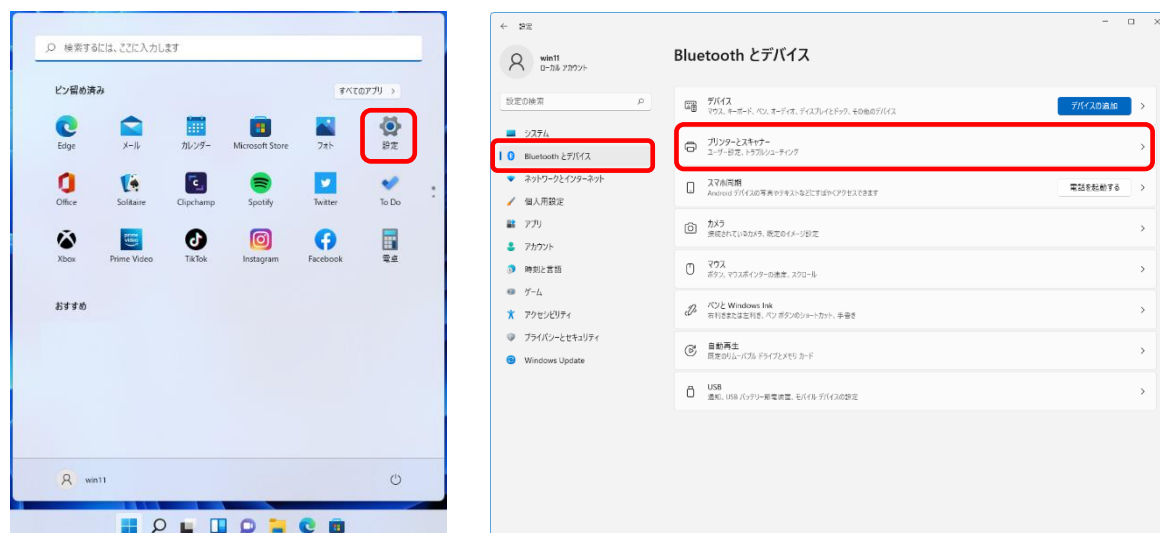 検索するには、ここに入力します
ピン留め済み
すべてのアプリ >
Edge
メール
カレンダー
Microsoft Store
フォト
設定
Office
Solitaire
Clipchamp
Spotify
Twitter
To Do
Xbox
Prime Video
TikTok
Instagram
Facebook
電卓
おすすめ
win11
← 設定
win11
ローカル アカウント
設定の検索
システム
Bluetooth とデバイス
ネットワークとインターネット
個人用設定
アプリ
アカウント
時刻と言語
ゲーム
アクセシビリティ
プライバシーとセキュリティ
Windows Update
Bluetooth とデバイス
デバイス
マウス、キーボード、ペン、オーディオ、ディスプレイとドック、その他のデバイス
デバイスの追加
プリンターとスキャナー
ユーザー設定、トラブルシューティング
スマホ同期
Android デバイスの写真やテキストなどにすばやくアクセスできます
電話を起動する
カメラ
接続されているカメラ、既定のイメージ設定
マウス
ボタン、マウス ポインターの速度、スクロール
ペンと Windows Ink
右利きまたは左利き、ペン ボタンのショートカット、手書き
自動再生
既定のリムーバブル ドライブとメモリ カード
USB
通知、USB バッテリー節電装置、モバイル デバイスの設定